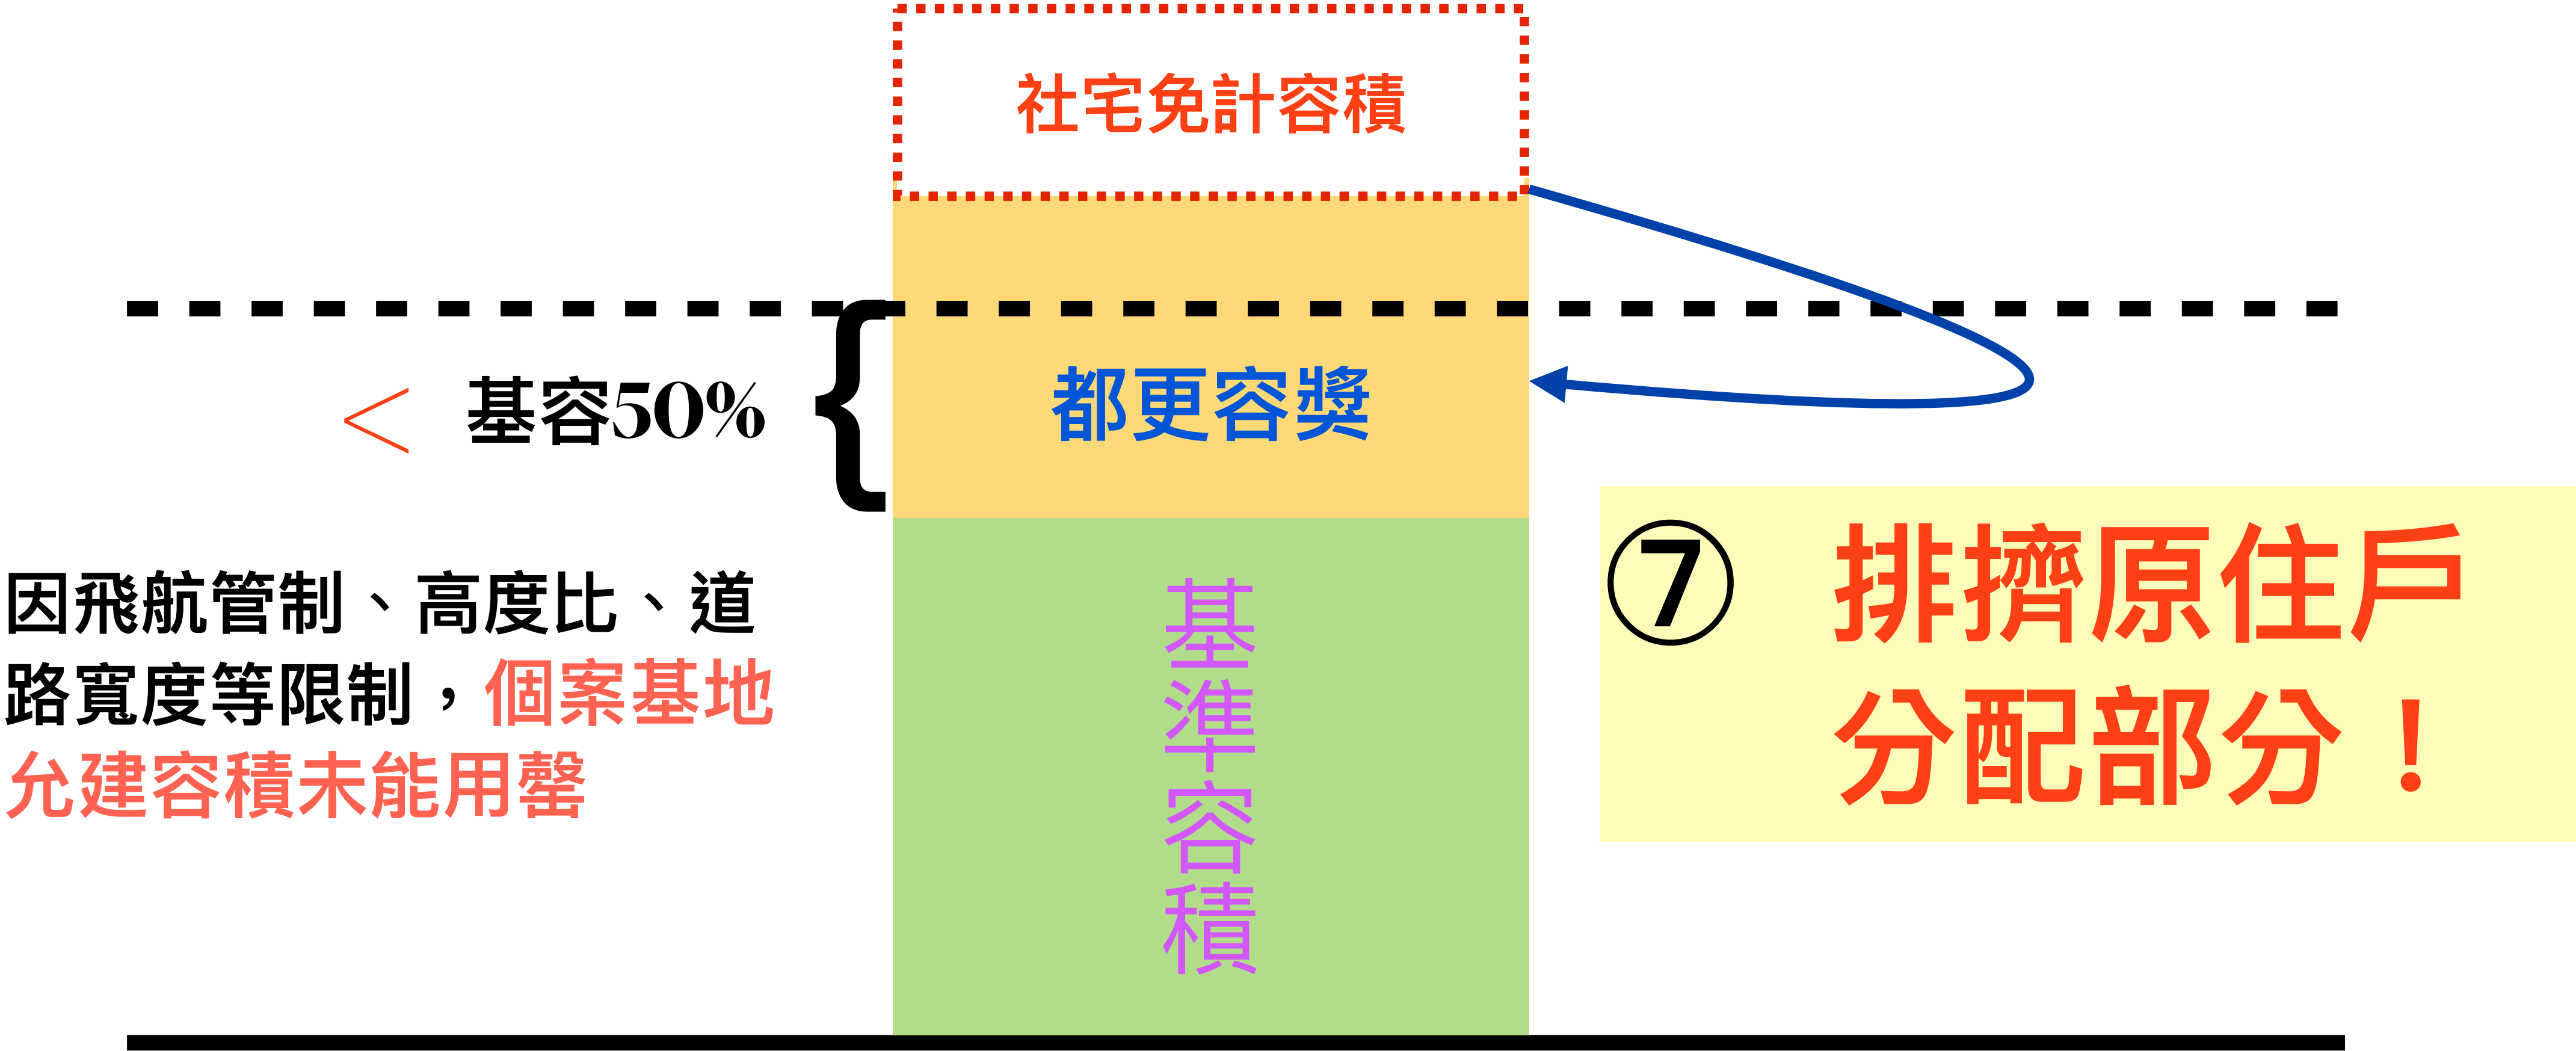 社宅免計容積
< 基容50%
{
都更容獎
因飛航管制、高度比、道
路寬度等限制，個案基地
允建容積未能用罄
⑦ 排擠原住戶
分配部分！
基準容積